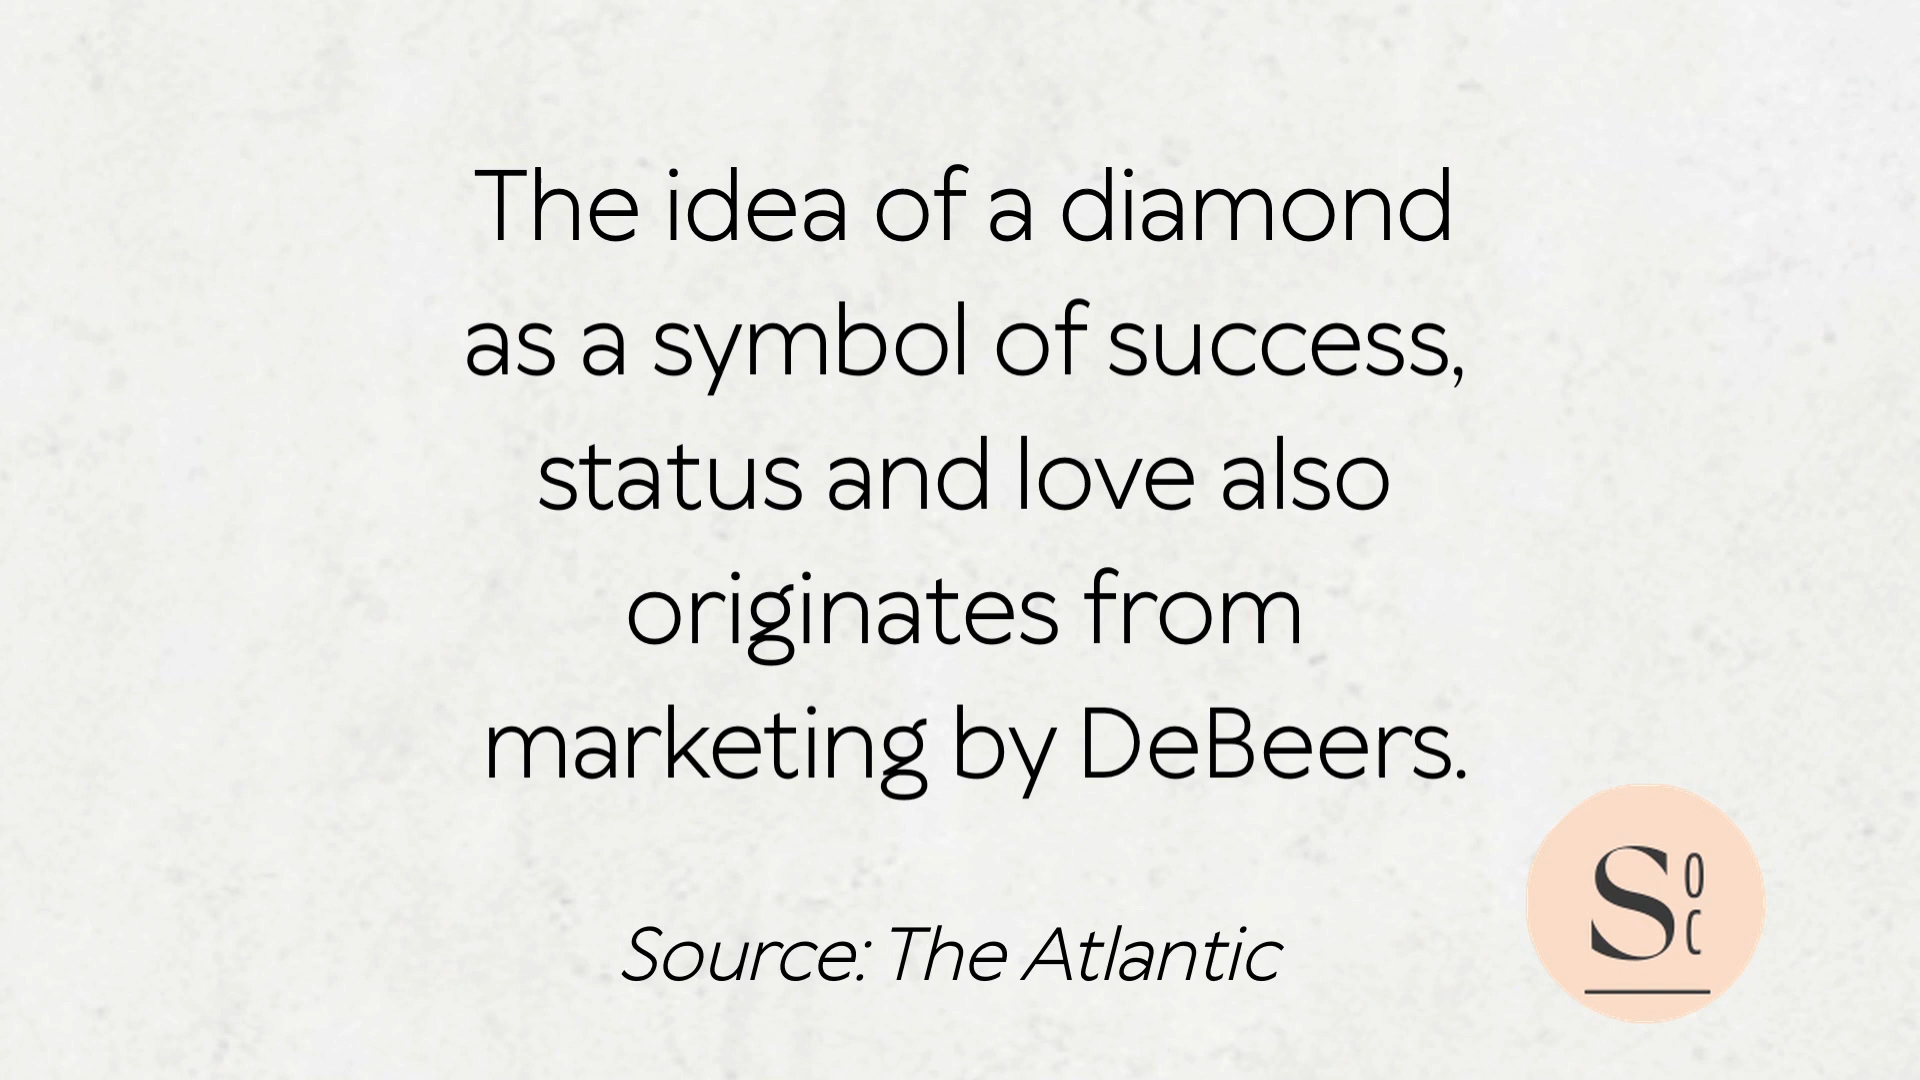 The idea of a diamond
as a symbol of success,
status and love also
originates from
marketing by DeBeers.
Source: The Atlantic
SOC